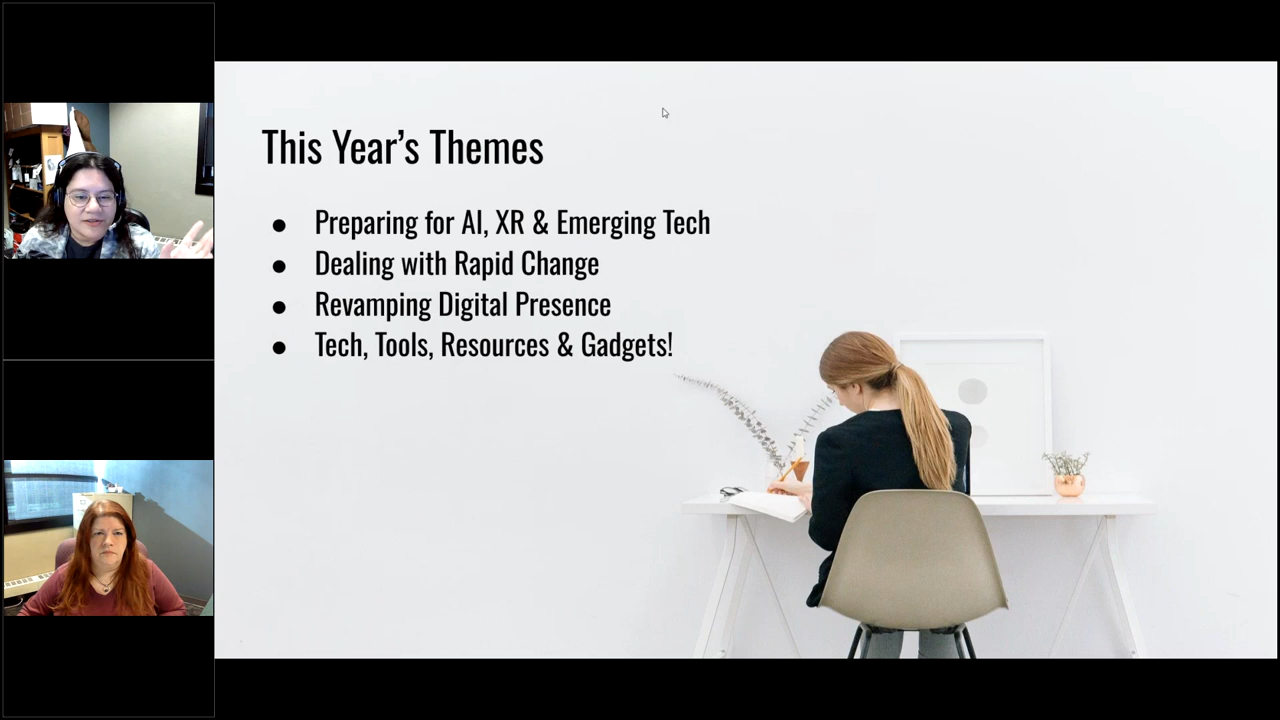 This Year’s Themes
● Preparing for AI, XR & Emerging Tech
● Dealing with Rapid Change
● Revamping Digital Presence
● Tech, Tools, Resources & Gadgets!